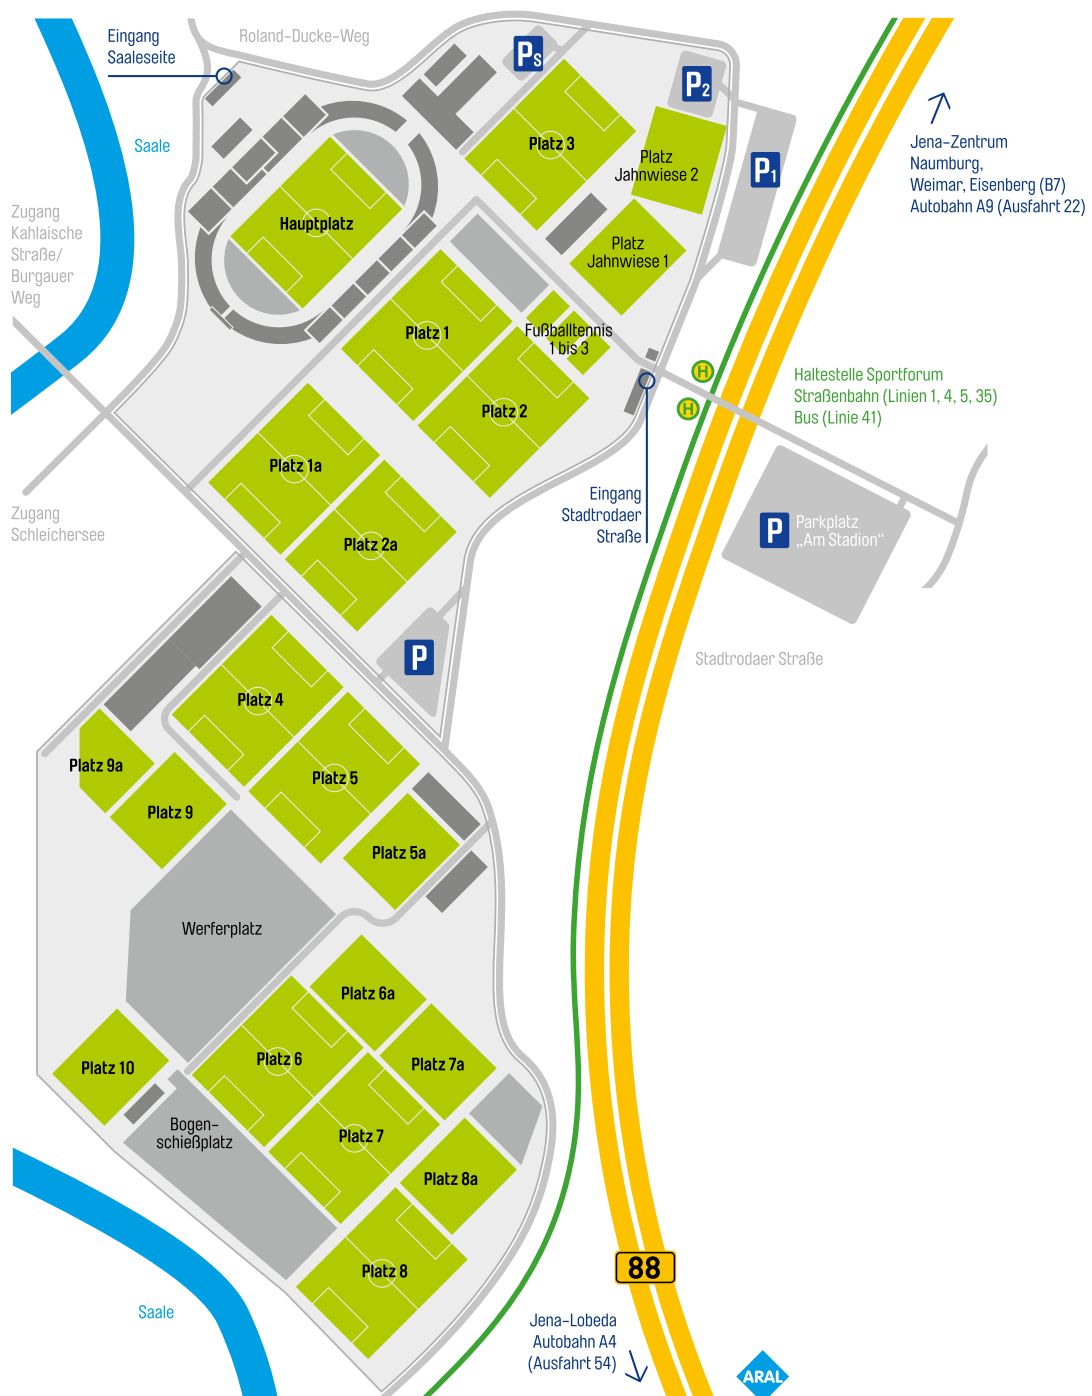 Eingang
Saaleseite
Roland-Ducke-Weg
PS
P2
P1
Saale
Platz 3
Platz
Jahnwiese 2
Jena-Zentrum
Naumburg,
Weimar, Eisenberg (B7)
Autobahn A9 (Ausfahrt 22)
Zugang
Kahlaische
Straße/
Burgauer
Weg
Hauptplatz
Platz
Jahnwiese 1
Platz 1
Fußballtennis
1 bis 3
H
H
Haltestelle Sportforum
Straßenbahn (Linien 1, 4, 5, 35)
Bus (Linie 41)
Platz 2
Platz 1a
Eingang
Stadtrodaer
Straße
Zugang
Schleichersee
P
Parkplatz
„Am Stadion“
Platz 2a
P
Stadtrodaer Straße
Platz 4
Platz 9a
Platz 5
Platz 9
Platz 5a
Werferplatz
Platz 6a
Platz 6
Platz 7a
Platz 10
Bogen-
schießplatz
Platz 7
Platz 8a
Platz 8
88
Saale
Jena-Lobeda
Autobahn A4
(Ausfahrt 54)
ARAL